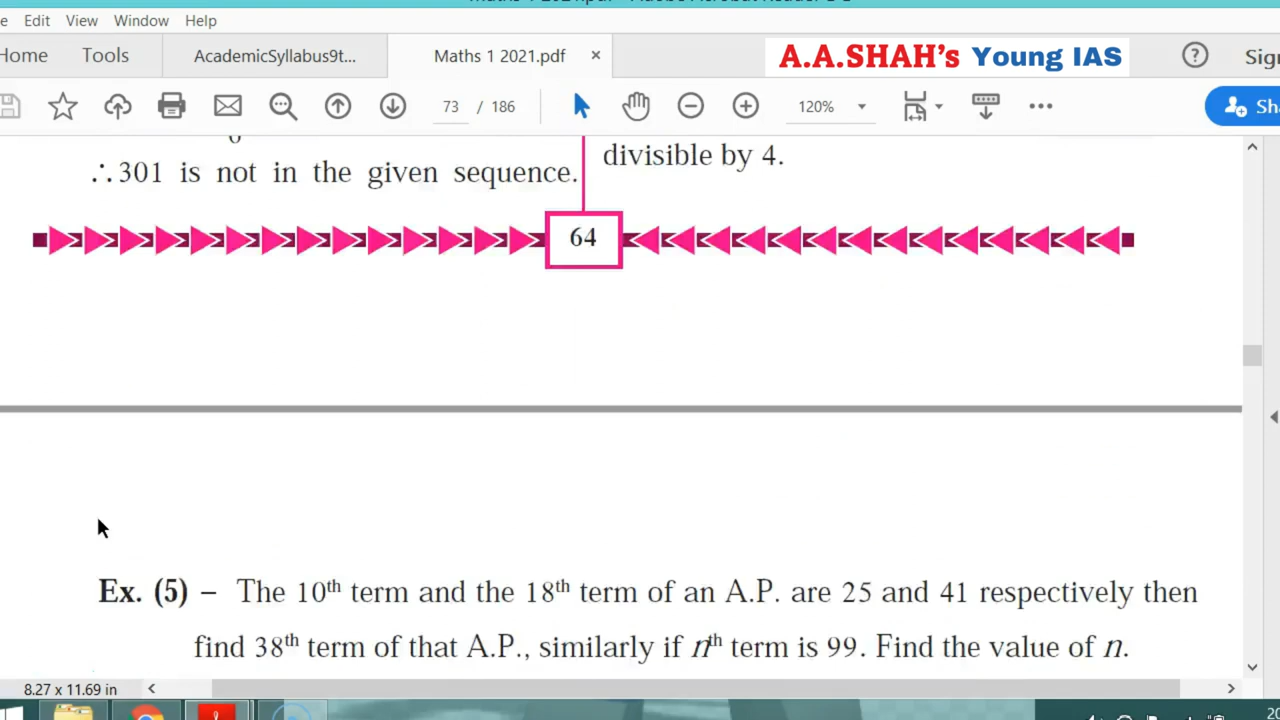 Edit View Window Help
Home Tools AcademicSyllabus9t... Maths 1 2021.pdf × A.A.SHAH's Young IAS ?
73 / 186 120%
∴301 is not in the given sequence.
divisible by 4.
64
Ex. (5) – The 10th term and the 18th term of an A.P. are 25 and 41 respectively then
find 38th term of that A.P., similarly if nth term is 99. Find the value of n.
8.27 x 11.69 in